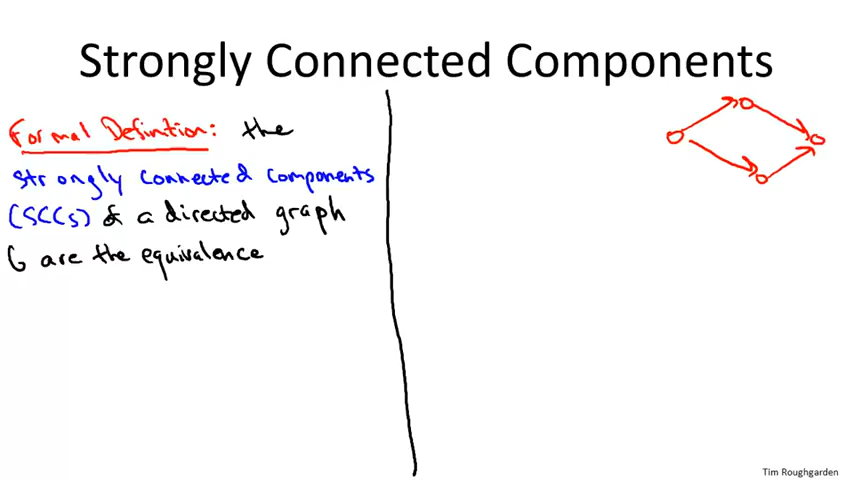 Strongly Connected Components
Formal Definition: the
strongly connected components
(SCCs) of a directed graph
G are the equivalence
Tim Roughgarden